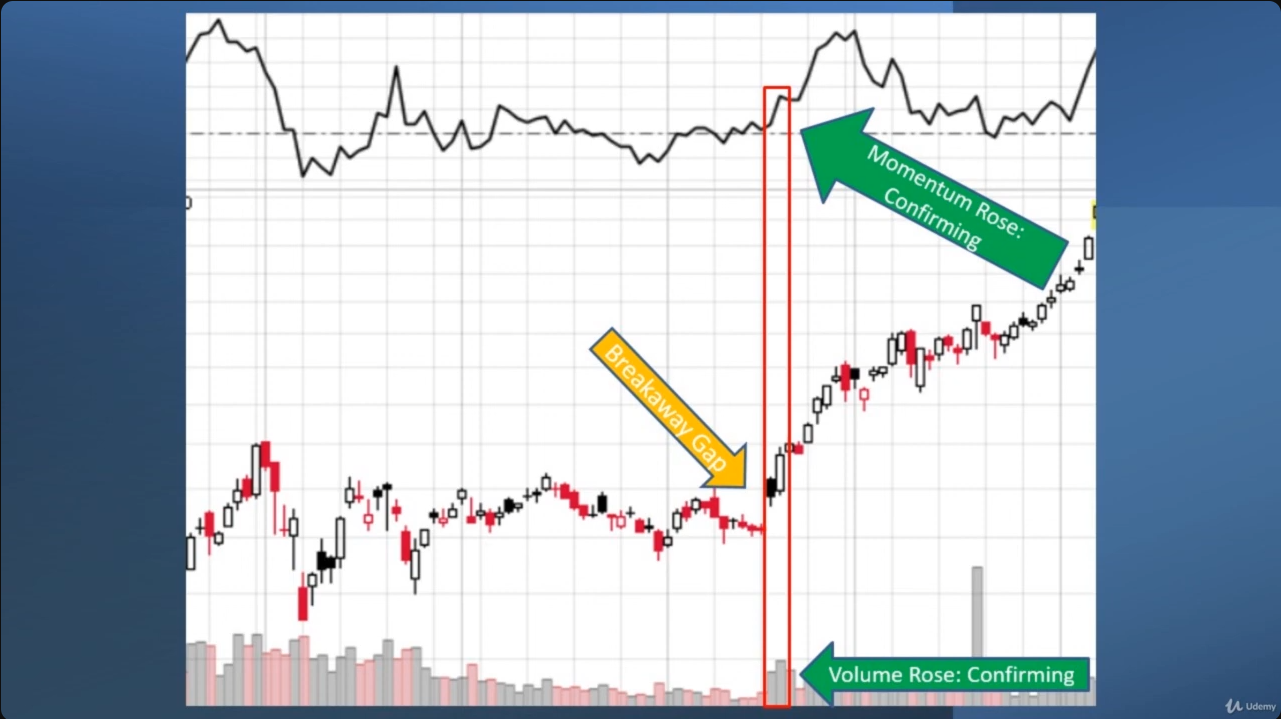 Momentum Rose:
Confirming
Breakaway Gap
Volume Rose: Confirming
Udemy